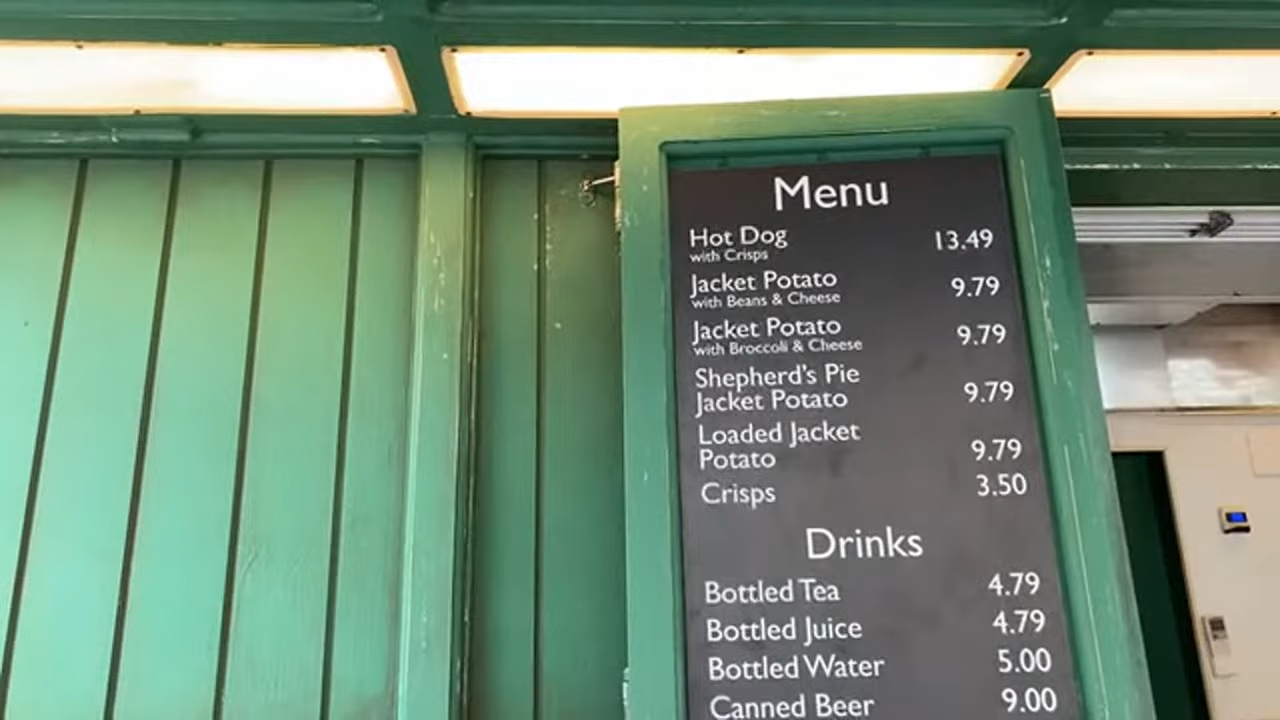 Menu
Hot Dog 13.49
with Crisps
Jacket Potato 9.79
with Beans & Cheese
Jacket Potato 9.79
with Broccoli & Cheese
Shepherd's Pie
Jacket Potato 9.79
Loaded Jacket
Potato 9.79
Crisps 3.50
Drinks
Bottled Tea 4.79
Bottled Juice 4.79
Bottled Water 5.00
Canned Beer 9.00